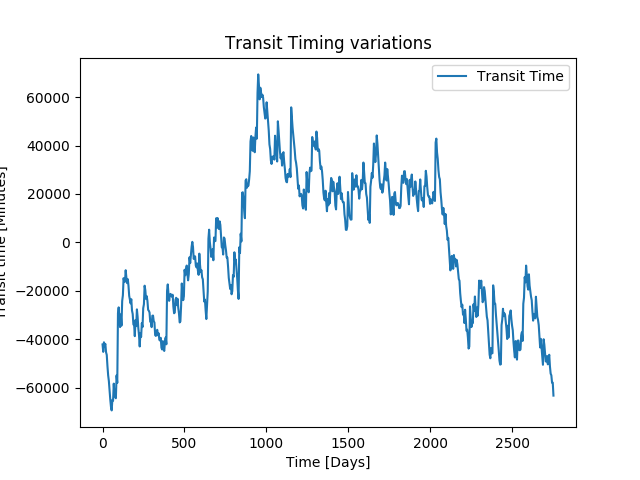 Transit Timing variations
Transit Time
60000
40000
20000
0
−20000
−40000
−60000
Transit time [Minutes]
0 500 1000 1500 2000 2500
Time [Days]